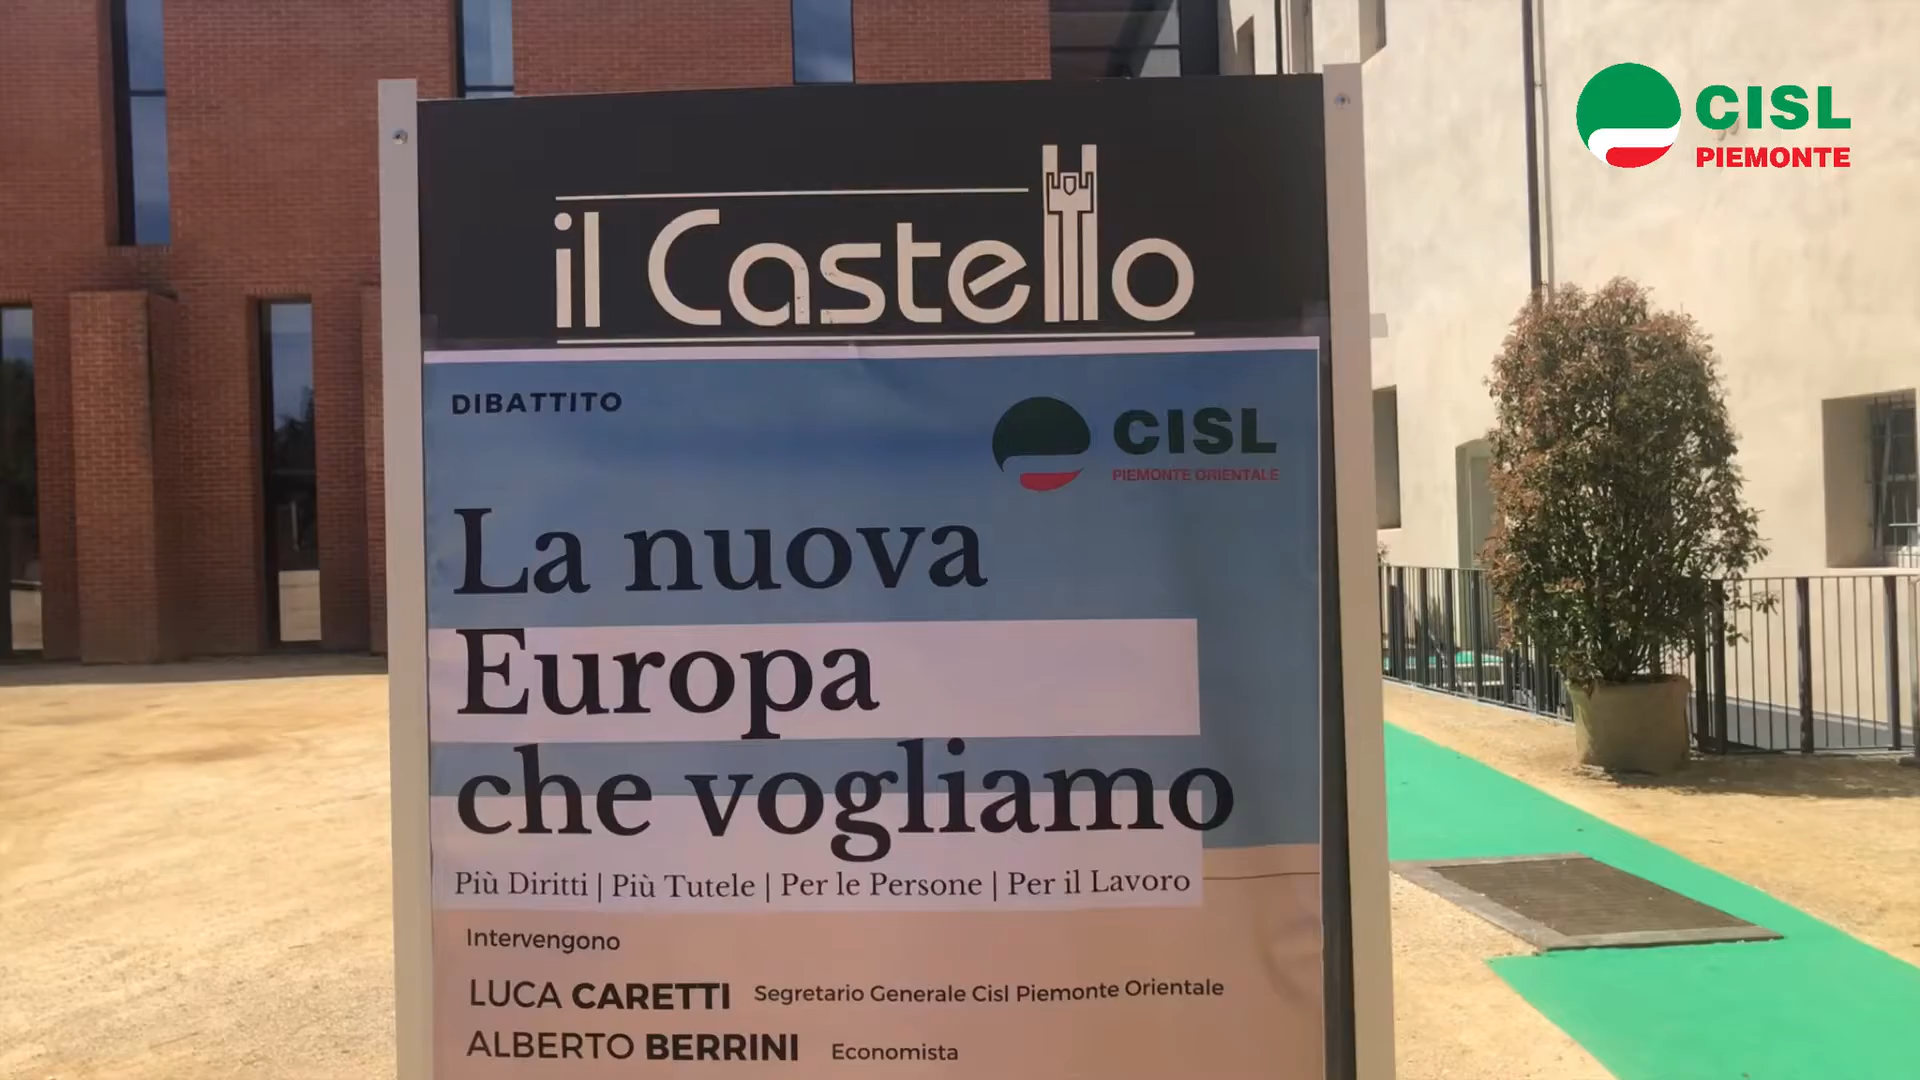 CISL
PIEMONTE
il Castello
DIBATTITO
CISL
PIEMONTE ORIENTALE
La nuova
Europa
che vogliamo
Più Diritti | Più Tutele | Per le Persone | Per il Lavoro
Intervengono
LUCA CARETTI Segretario Generale Cisl Piemonte Orientale
ALBERTO BERRINI Economista